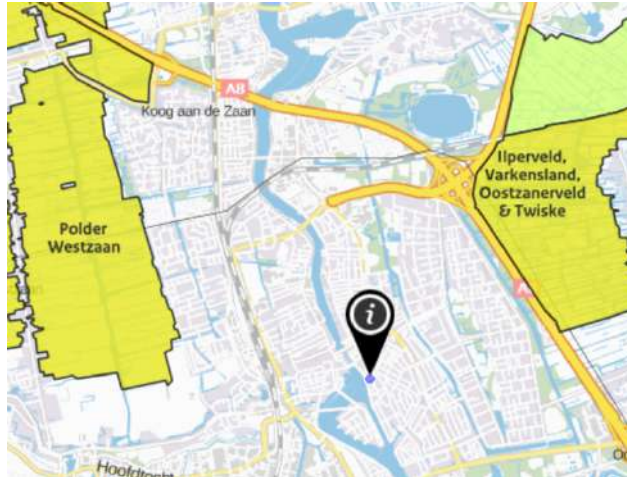 A8
Koog aan de Zaan
Ilperveld,
Varkensland,
Oostzanerveld
& Twiske
Polder
Westzaan
i
Hoofdtocht